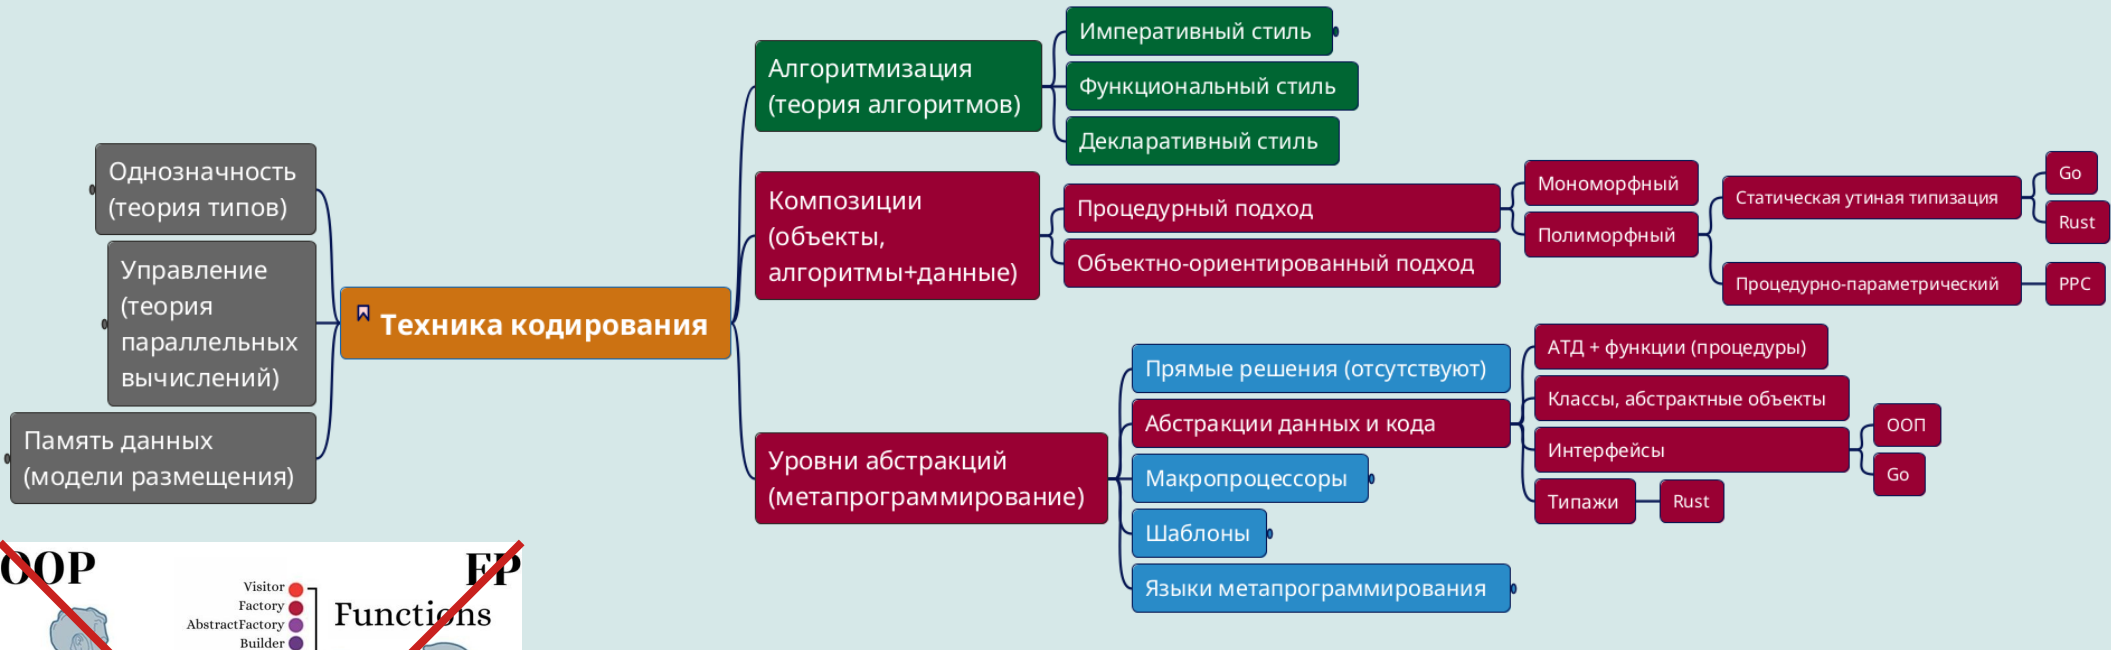 Императивный стиль
Алгоритмизация
(теория алгоритмов)
Функциональный стиль
Декларативный стиль
Однозначность
(теория типов)
Управление
(теория
параллельных
вычислений)
Память данных
(модели размещения)
Техника кодирования
Композиции
(объекты,
алгоритмы+данные)
Процедурный подход
Объектно-ориентированный подход
Мономорфный
Полиморфный
Статическая утиная типизация
Go
Rust
Процедурно-параметрический
PPC
Уровни абстракций
(метапрограммирование)
Прямые решения (отсутствуют)
Абстракции данных и кода
Макропроцессоры
Шаблоны
Языки метапрограммирования
АТД + функции (процедуры)
Классы, абстрактные объекты
Интерфейсы
ООП
Go
Типажи
Rust
OOP
FP
Visitor
Factory
AbstractFactory
Builder
Functions